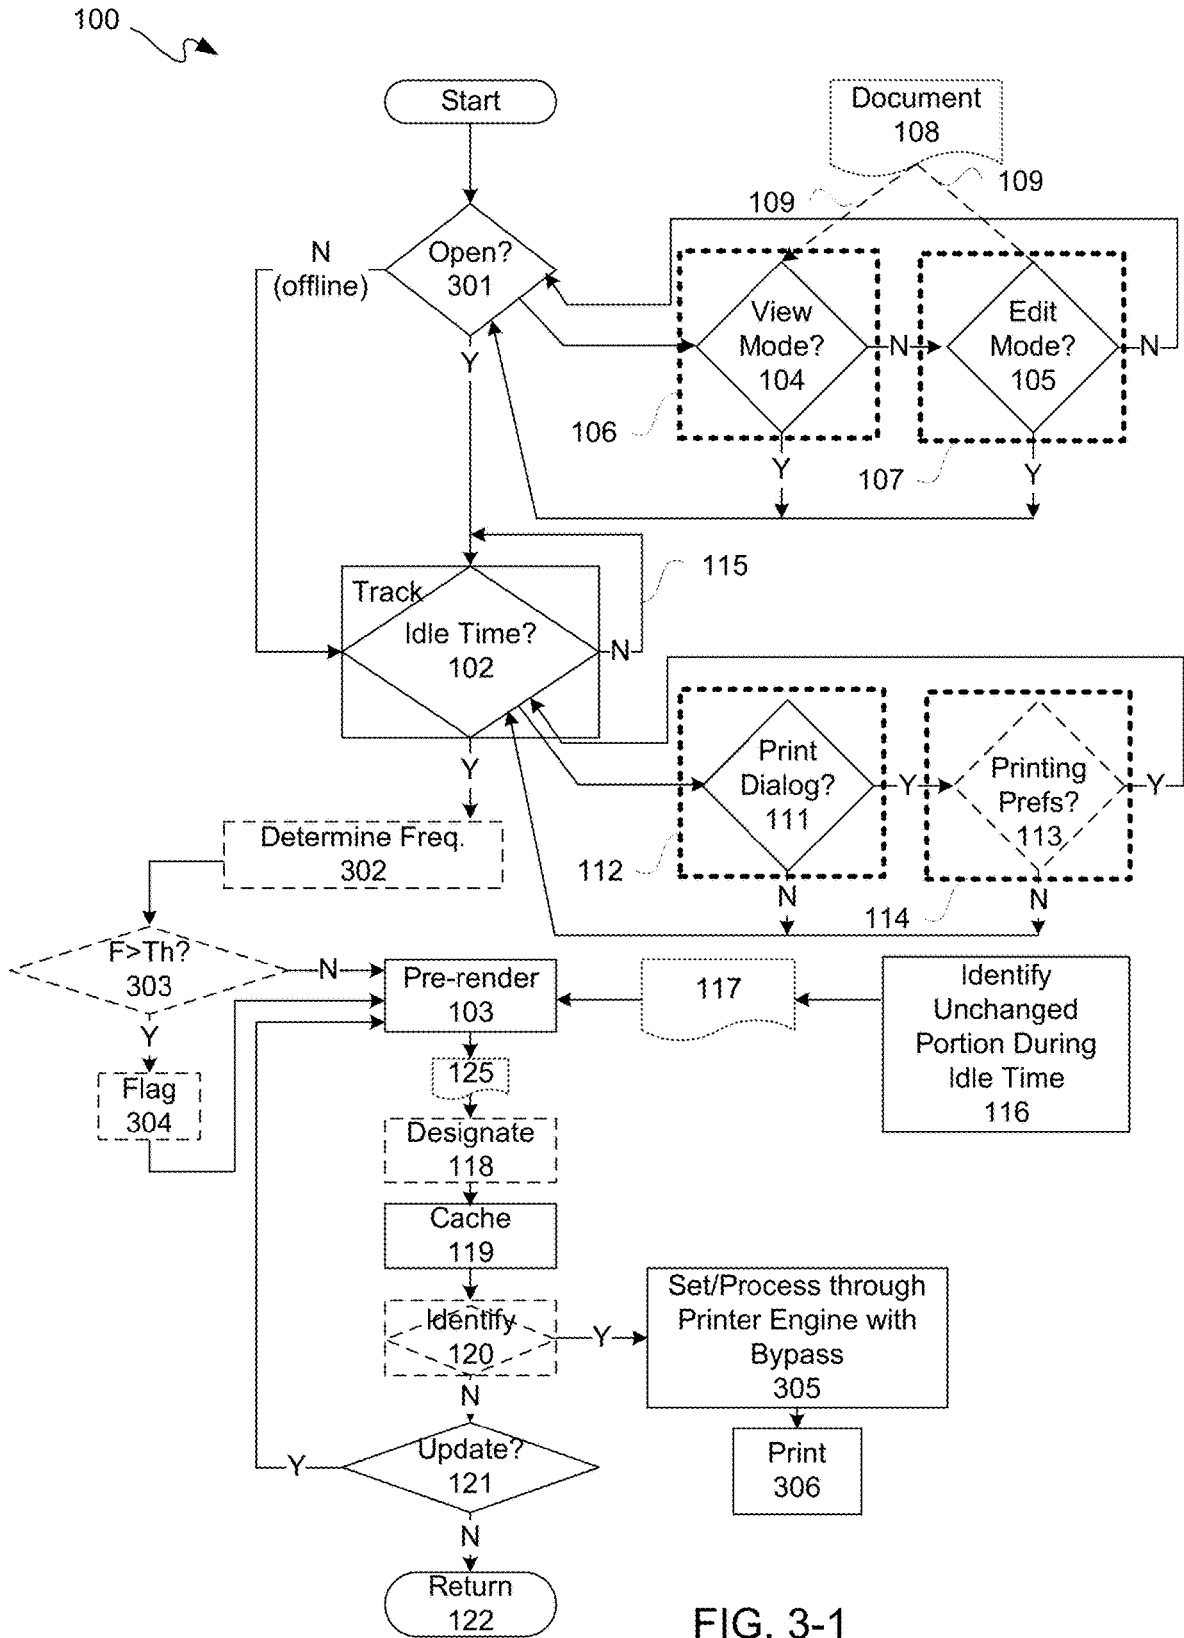 100
Start
Document
108
109
109
N
(offline)
Open?
301
View
Mode?
104
N
Edit
Mode?
105
N
Y
106
Y
107
Y
115
Track
Idle Time?
102
N
Y
Print
Dialog?
111
Y
Printing
Prefs?
113
Y
112
N
114
N
Determine Freq.
302
F>Th?
303
N
Y
Flag
304
Pre-render
103
117
Identify
Unchanged
Portion During
Idle Time
116
125
Designate
118
Cache
119
Identify
120
Y
N
Set/Process through
Printer Engine with
Bypass
305
Print
306
Update?
121
Y
N
Return
122
FIG. 3-1